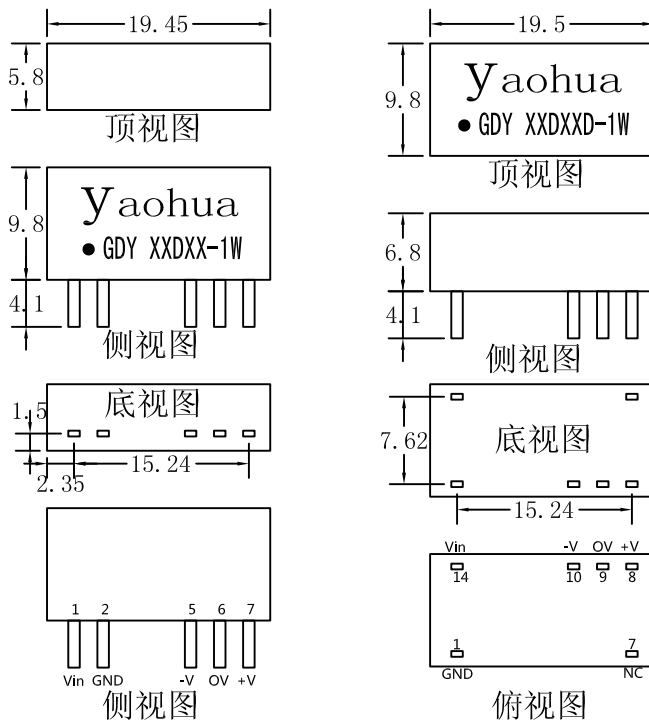 19.45
5.8
顶视图
yaohua
GDY XXDXX-1W
9.8
4.1
侧视图
底视图
1.5
15.24
2.35
1 2 5 6 7
Vin GND -V OV +V
侧视图
19.5
yaohua
GDY XXDXXD-1W
9.8
顶视图
6.8
4.1
侧视图
7.62
底视图
15.24
Vin -V OV +V
14 10 9 8
1 7
GND NC
俯视图